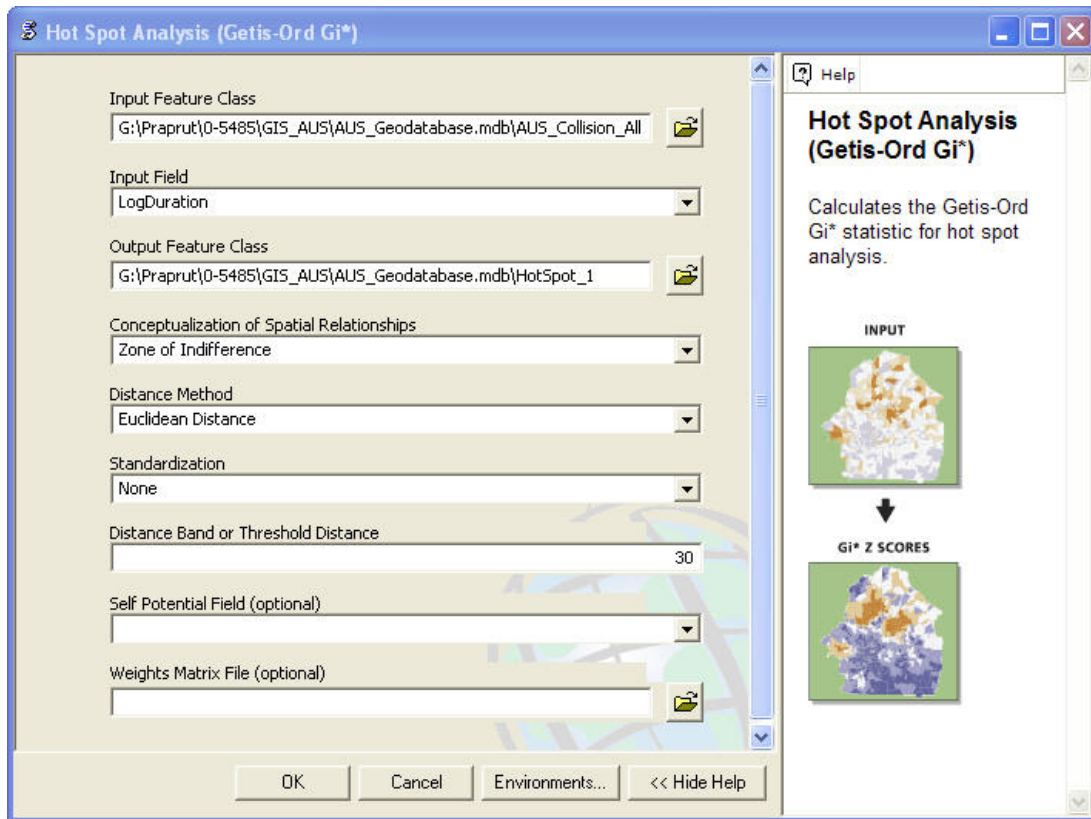 Hot Spot Analysis (Getis-Ord Gi*)
Input Feature Class
G:\Praprut\0-5485\GIS_AUS\AUS_Geodatabase.mdb\AUS_Collision_All
Input Field
LogDuration
Output Feature Class
G:\Praprut\0-5485\GIS_AUS\AUS_Geodatabase.mdb\HotSpot_1
Conceptualization of Spatial Relationships
Zone of Indifference
Distance Method
Euclidean Distance
Standardization
None
Distance Band or Threshold Distance
30
Self Potential Field (optional)
Weights Matrix File (optional)
OK
Cancel
Environments...
<< Hide Help
Help
Hot Spot Analysis
(Getis-Ord Gi*)
Calculates the Getis-Ord
Gi* statistic for hot spot
analysis.
INPUT
Gi* Z SCORES